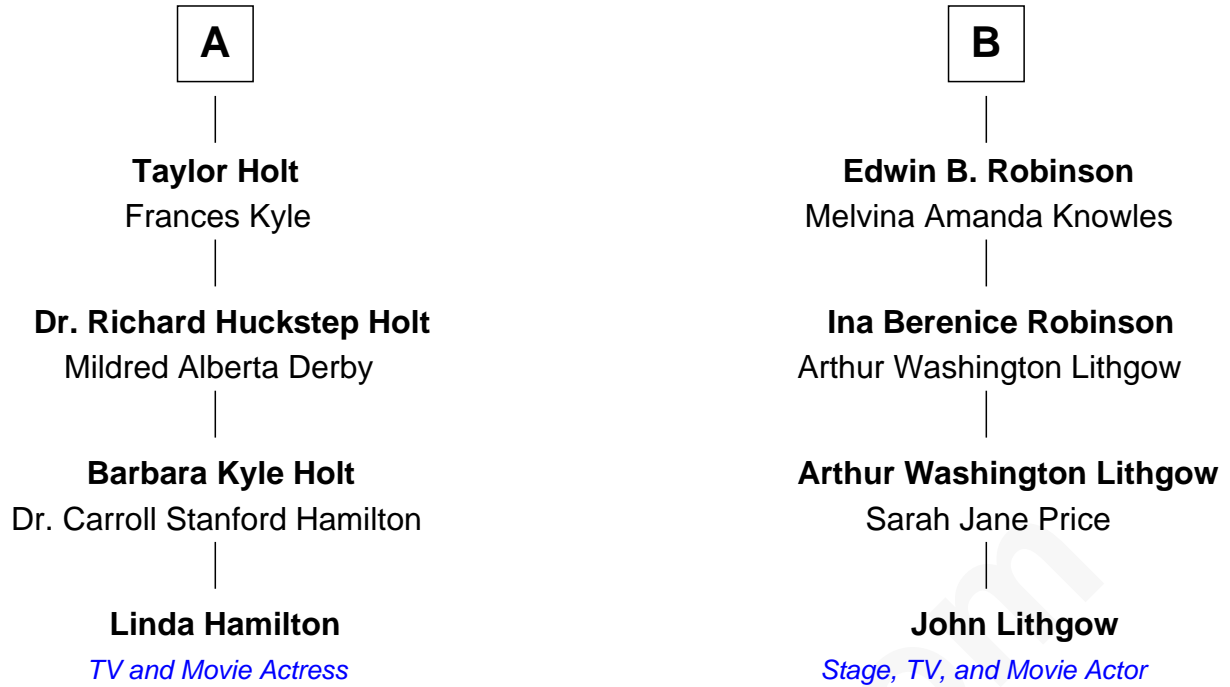 A
Taylor Holt
Frances Kyle
Dr. Richard Huckstep Holt
Mildred Alberta Derby
Barbara Kyle Holt
Dr. Carroll Stanford Hamilton
Linda Hamilton
TV and Movie Actress
B
Edwin B. Robinson
Melvina Amanda Knowles
Ina Berenice Robinson
Arthur Washington Lithgow
Arthur Washington Lithgow
Sarah Jane Price
John Lithgow
Stage, TV, and Movie Actor